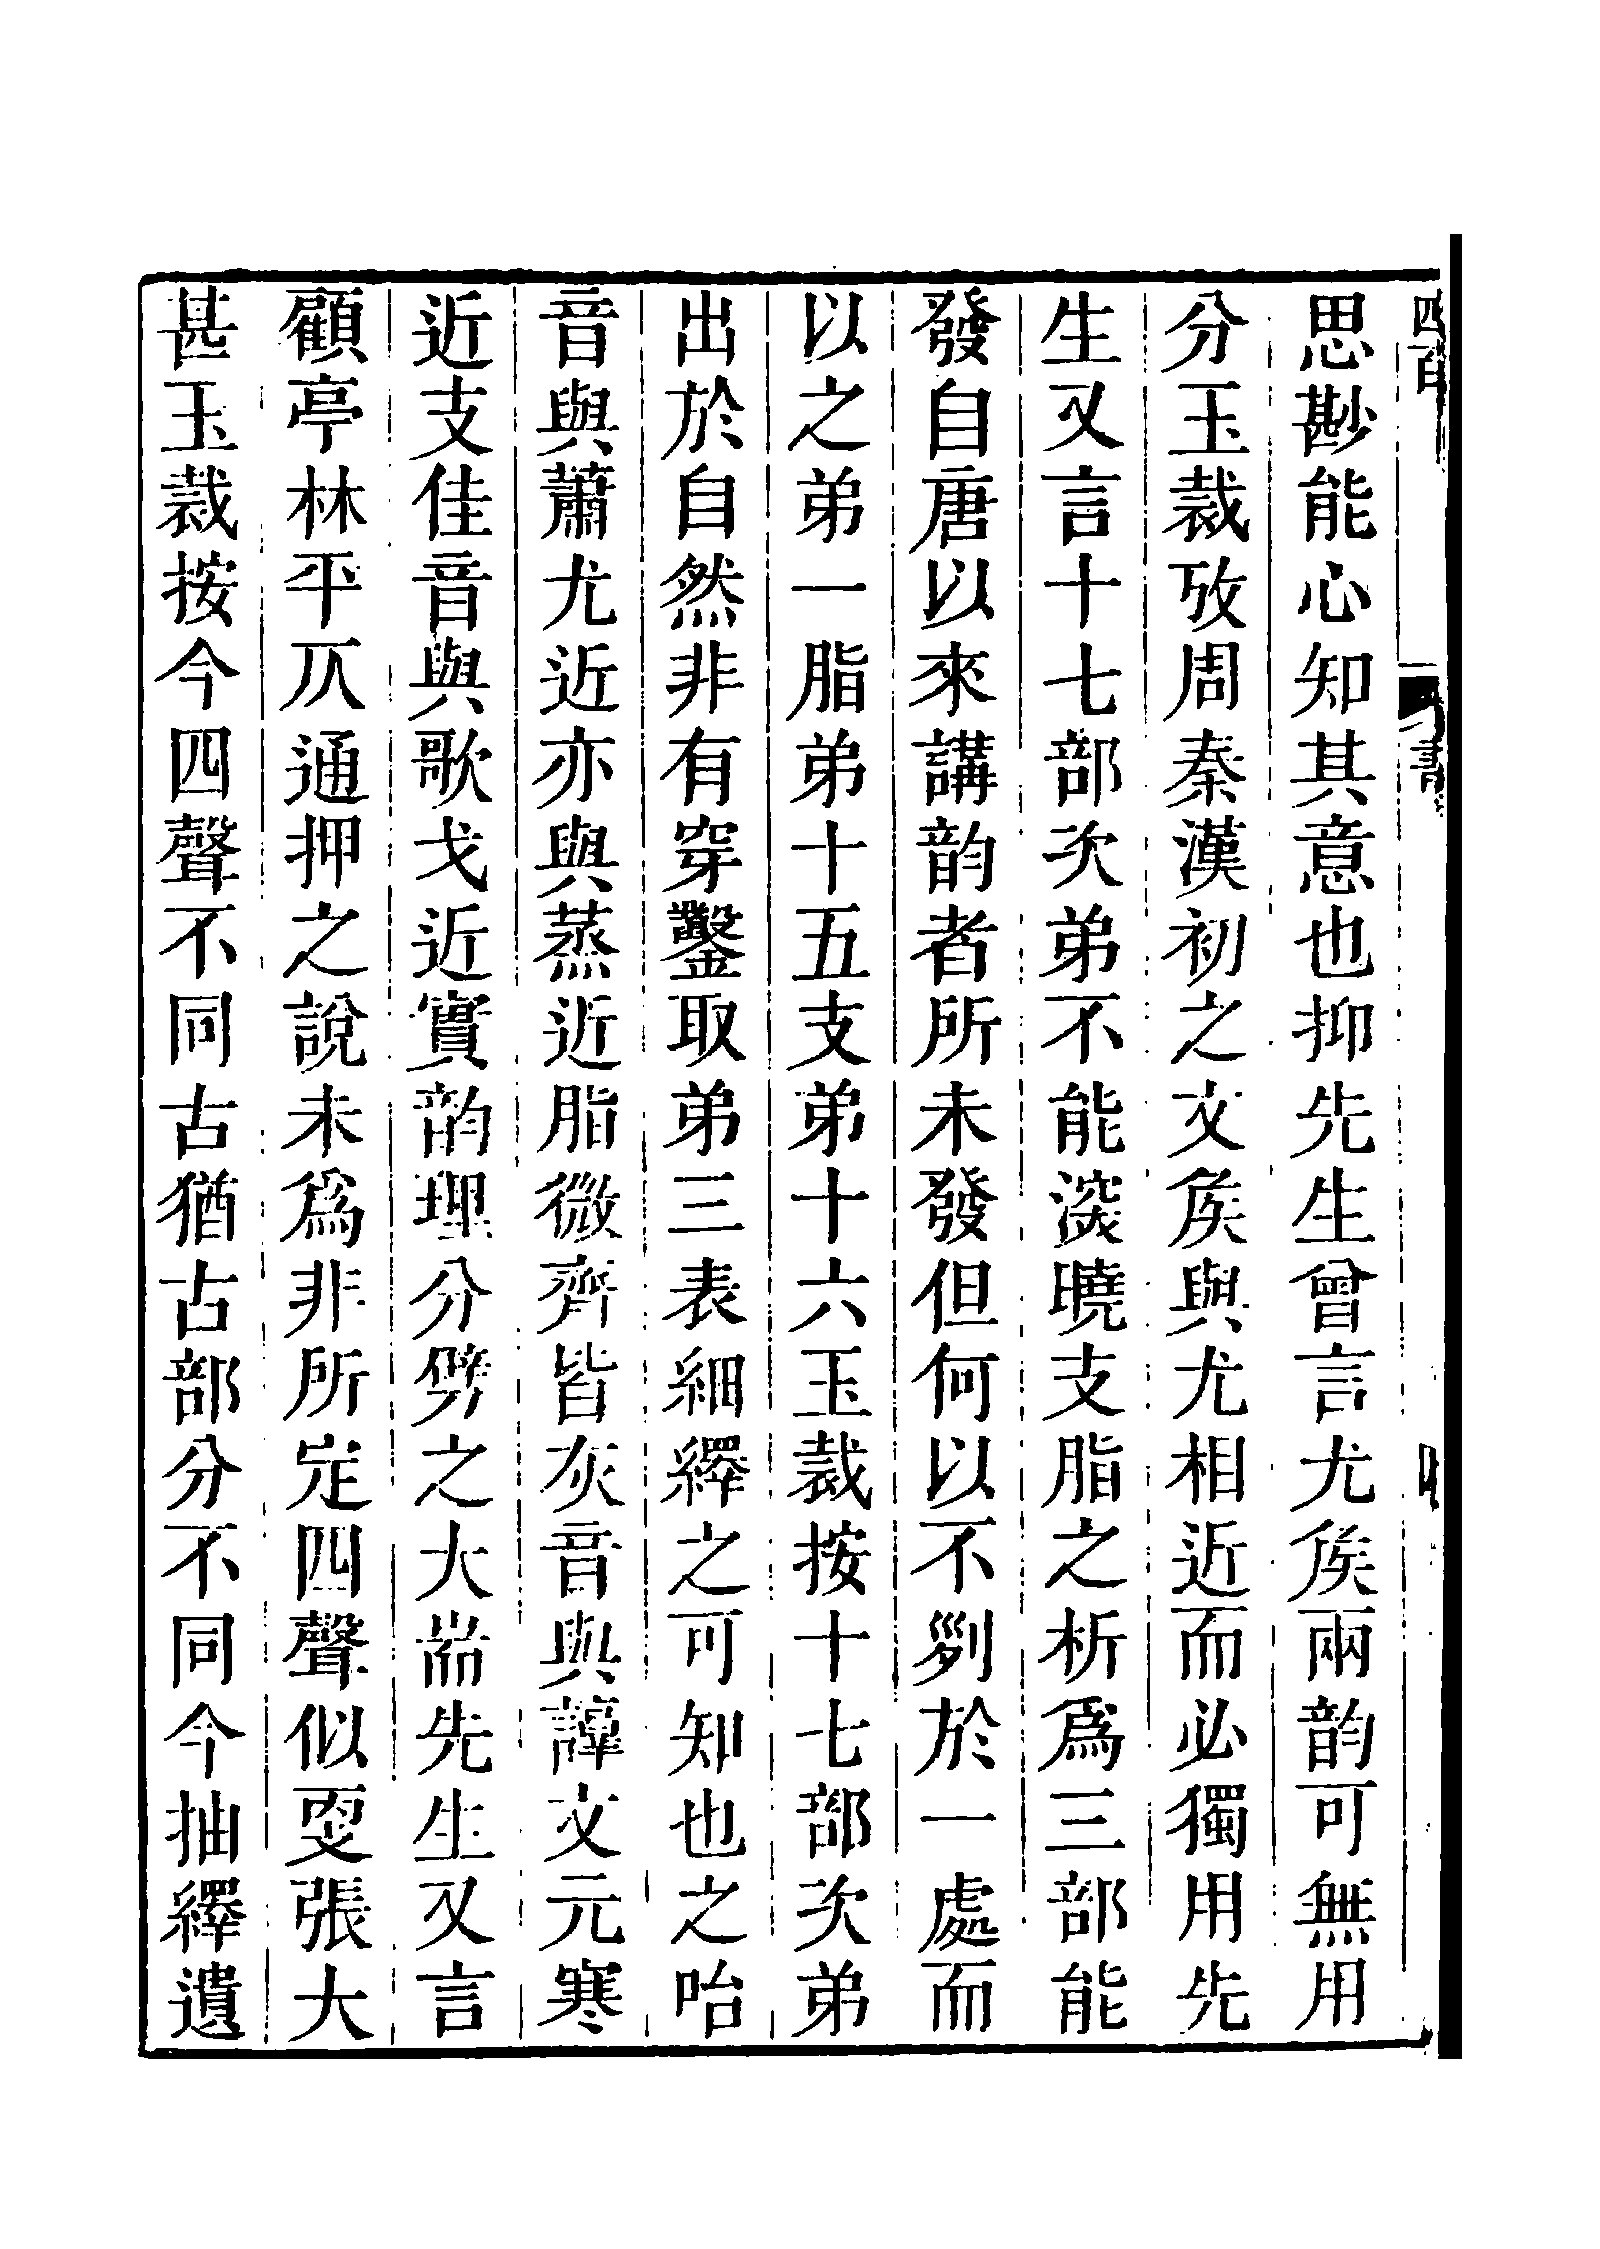 思尠能心知其意也抑先生曾言尤矦兩韵可無用
分玉裁攷周秦漢初之文矦與尤相近而必獨用先
生又言十七部次弟不能深曉支脂之析爲三部能
發自唐以來講韵者所未發但何以不列於一處而
以之弟一脂弟十五支弟十六玉裁按十七部次弟
出於自然非有穿鑿取弟三表細繹之可知也之咍
音與蕭尤近亦與蒸近脂微齊皆灰音與諄文元寒
近支佳音與歌戈近實韵理分劈之大耑先生又言
顧亭林平仄通押之說未爲非所定四聲似更張大
甚玉裁按今四聲不同古猶古部分不同今抽繹遺